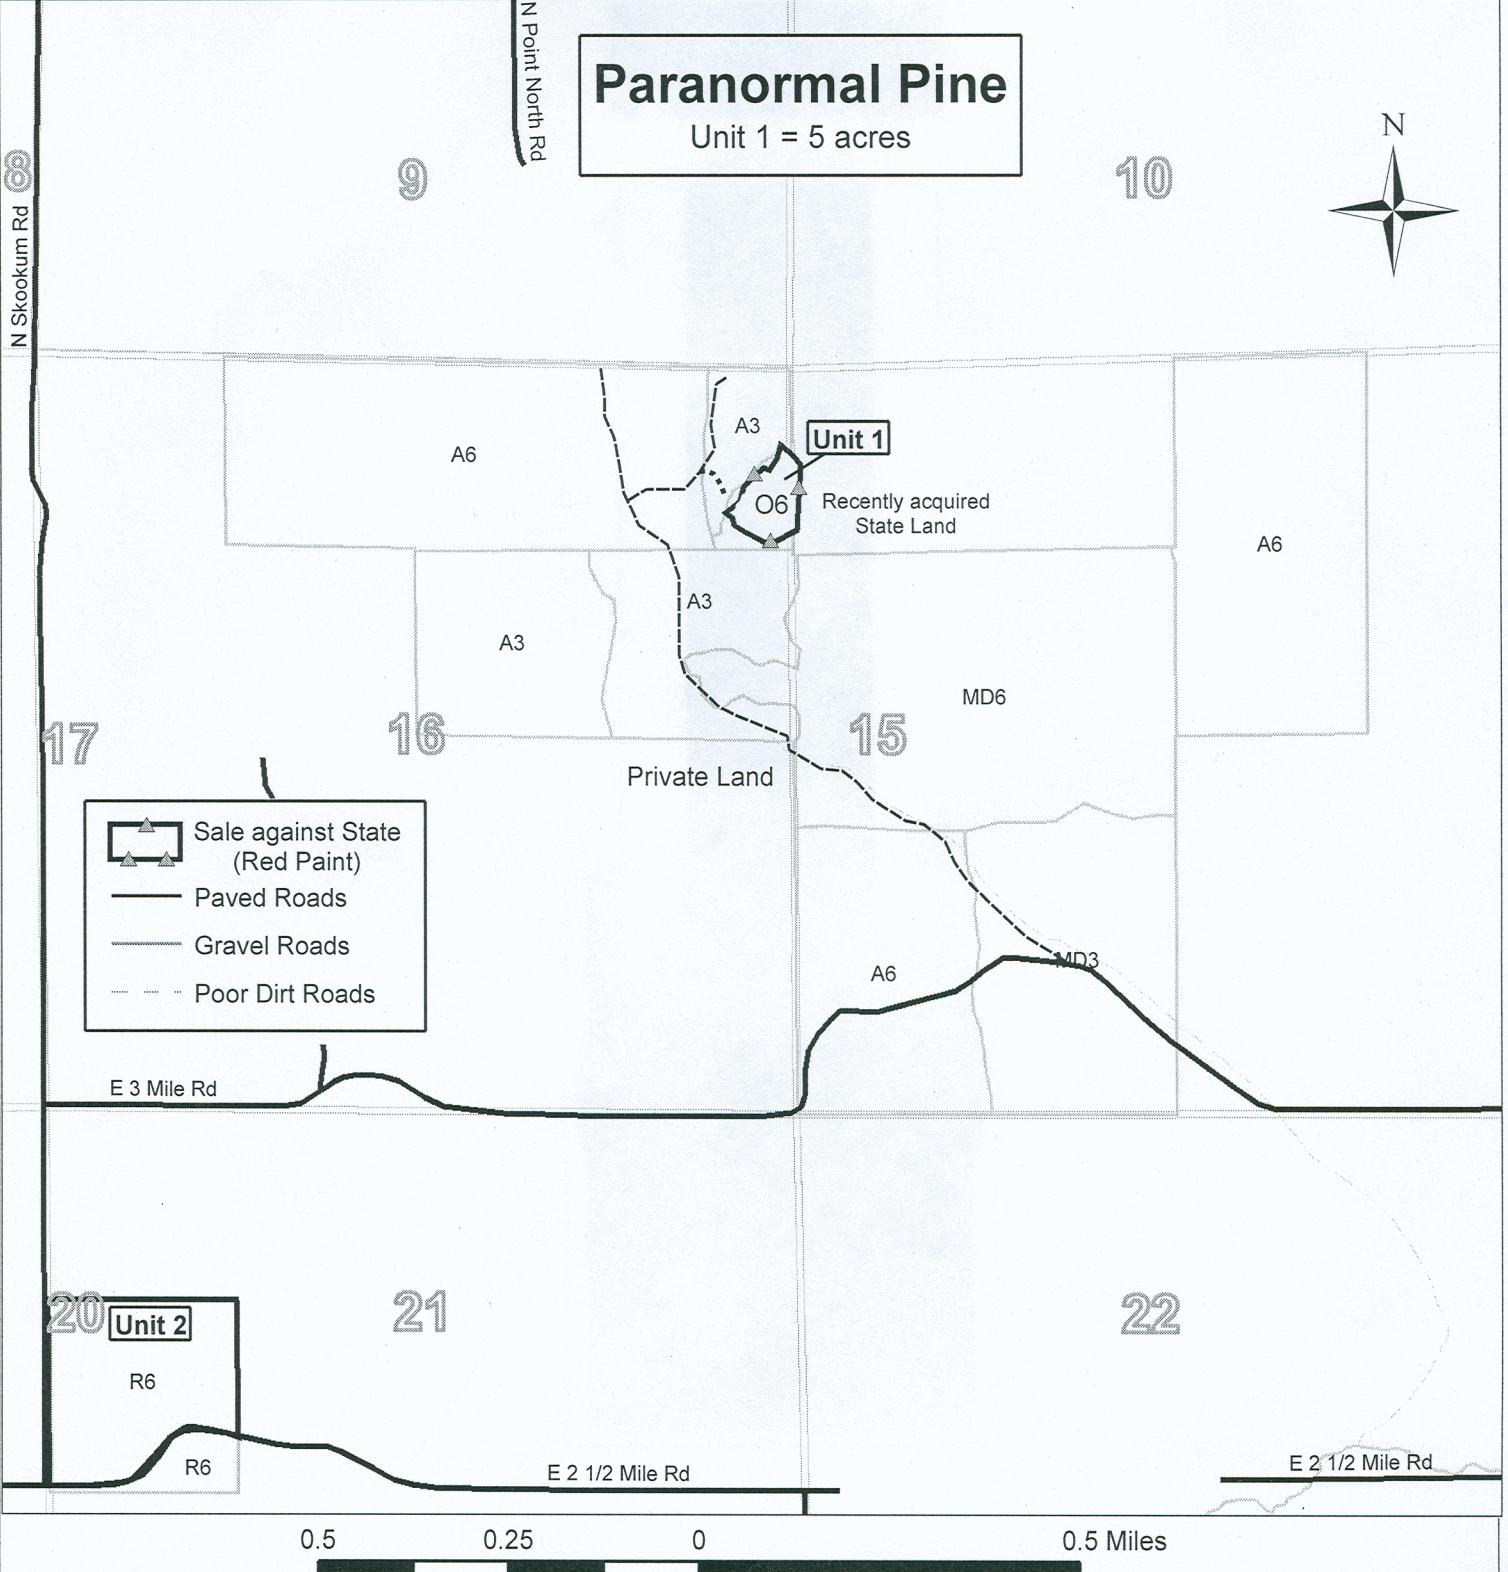 N Point North Rd
Paranormal Pine
Unit 1 = 5 acres
N
8
9
10
N Skookum Rd
A3
Unit 1
A6
O6
Recently acquired
State Land
A6
A3
A3
MD6
17
16
15
Private Land
Sale against State
(Red Paint)
Paved Roads
Gravel Roads
Poor Dirt Roads
A6
MD3
E 3 Mile Rd
20
Unit 2
21
22
R6
R6
E 2 1/2 Mile Rd
E 2 1/2 Mile Rd
0.5
0.25
0
0.5 Miles